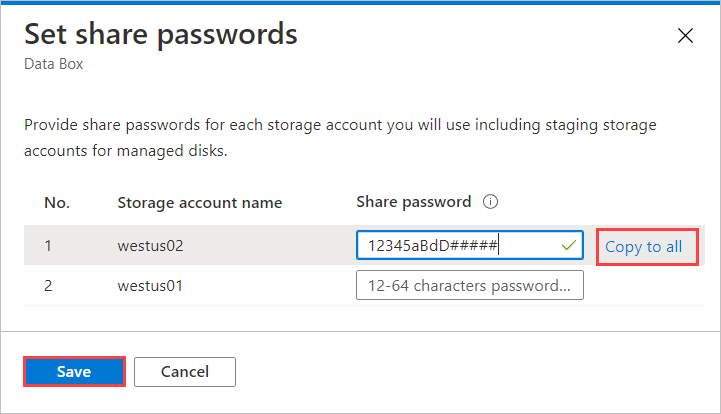 Set share passwords
Data Box
Provide share passwords for each storage account you will use including staging storage
accounts for managed disks.
No. Storage account name Share password
1 westus02 12345aBdD##### Copy to all
2 westus01 12-64 characters password...
Save Cancel